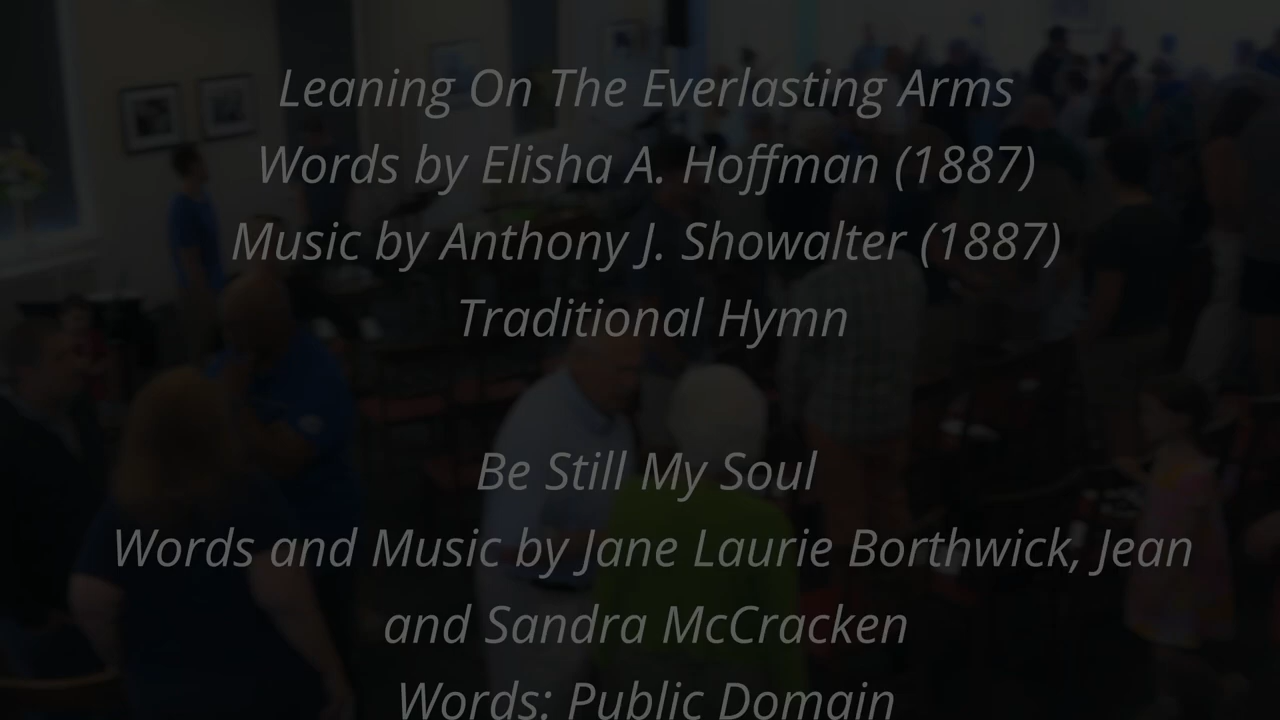 Leaning On The Everlasting Arms
Words by Elisha A. Hoffman (1887)
Music by Anthony J. Showalter (1887)
Traditional Hymn
Be Still My Soul
Words and Music by Jane Laurie Borthwick, Jean
and Sandra McCracken
Words: Public Domain